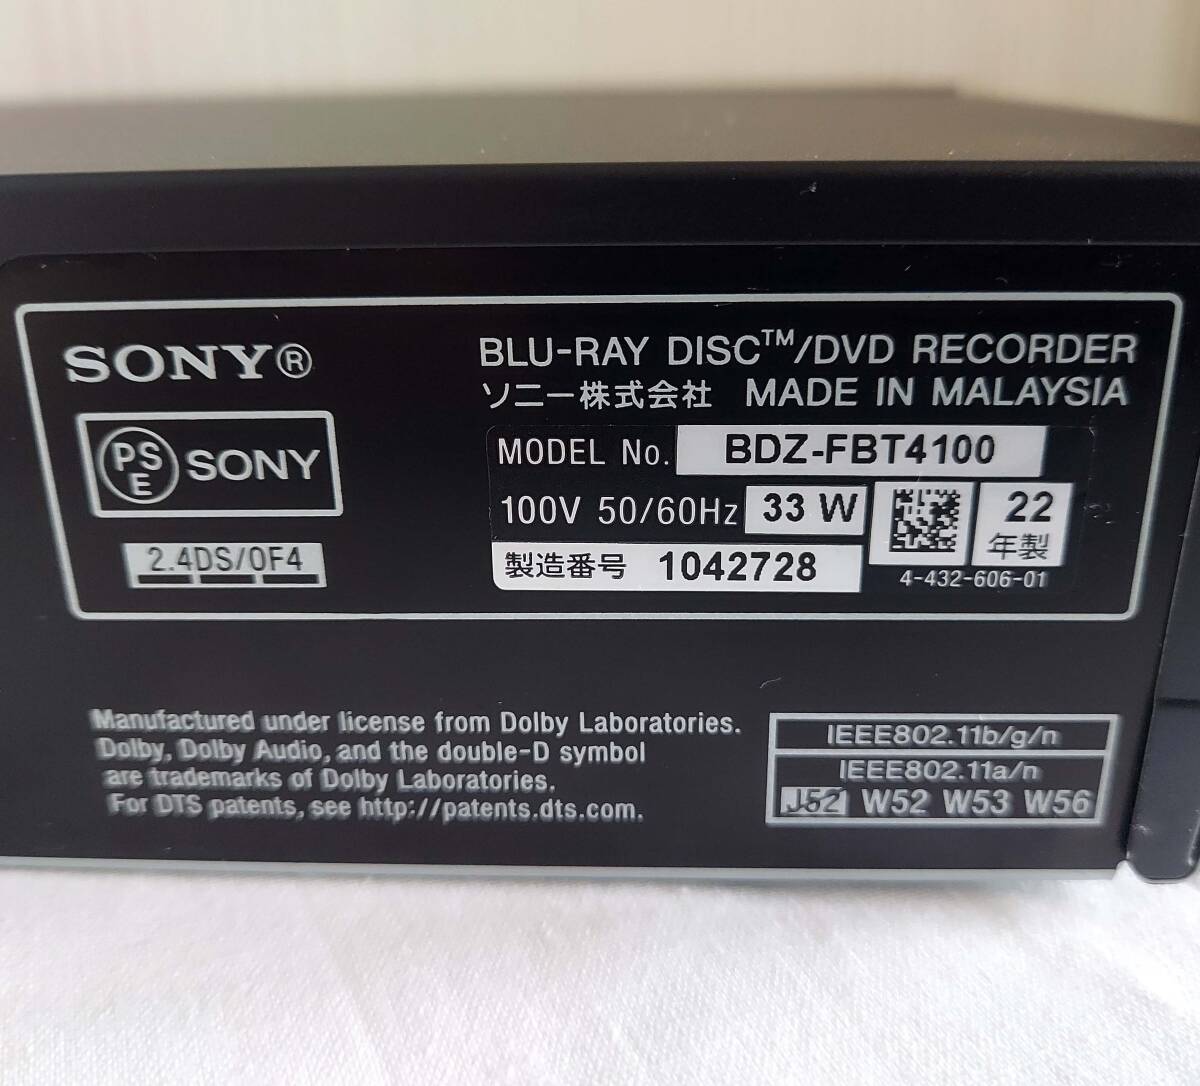 SONY®
BLU-RAY DISC™/DVD RECORDER
ソニー株式会社 MADE IN MALAYSIA
PSE SONY
MODEL No. BDZ-FBT4100
100V 50/60Hz 33 W
22年製
2.4DS/OF4
製造番号 1042728
4-432-606-01
Manufactured under license from Dolby Laboratories.
Dolby, Dolby Audio, and the double-D symbol
are trademarks of Dolby Laboratories.
For DTS patents, see http://patents.dts.com.
IEEE802.11b/g/n
IEEE802.11a/n
J52 W52 W53 W56